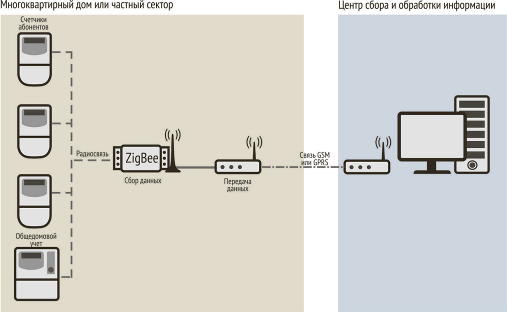 Многоквартирный дом или частный сектор
Центр сбора и обработки информации
Счетчики
абонентов
Радиосвязь
ZigBee
Сбор данных
Передача
данных
Связь GSM
или GPRS
Общедомовой
учет